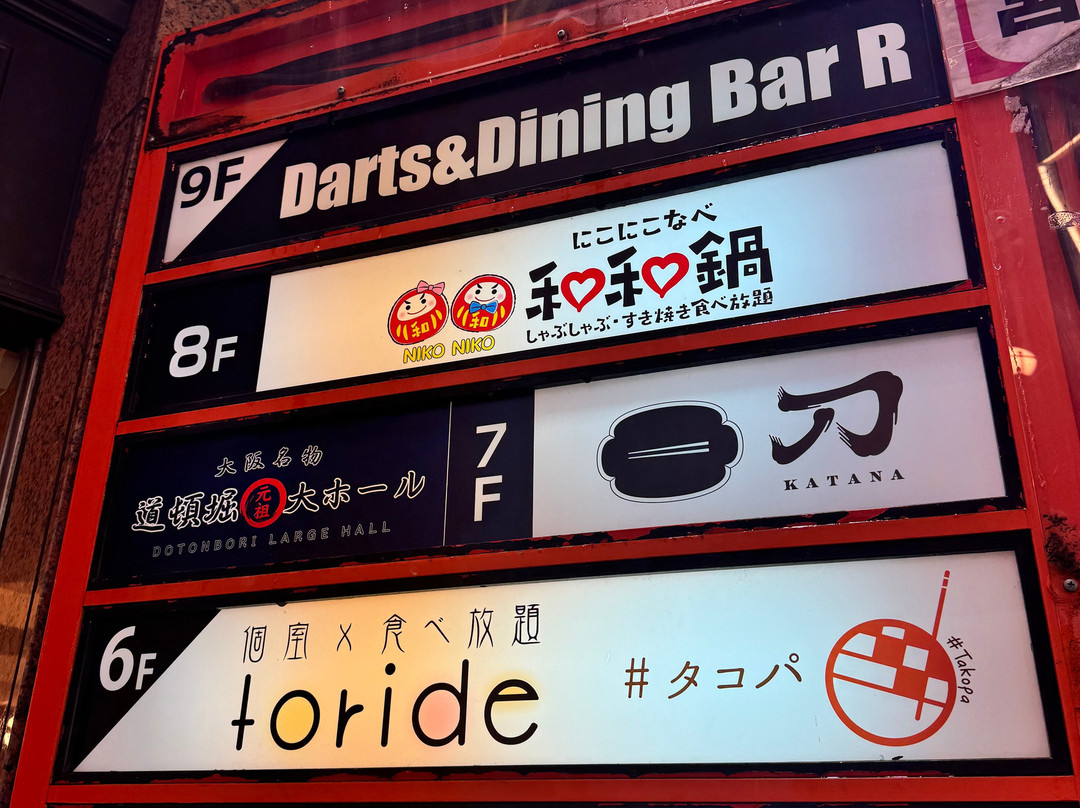 9F
Darts&Dining Bar R
8F
にこにこなべ
和♡和♡鍋
しゃぶしゃぶ・すき焼き食べ放題
和 和
NIKO NIKO
大阪名物
道頓堀元祖大ホール
DOTONBORI LARGE HALL
7F
刀
KATANA
6F
個室×食べ放題
toride
#タコパ
#Takopa